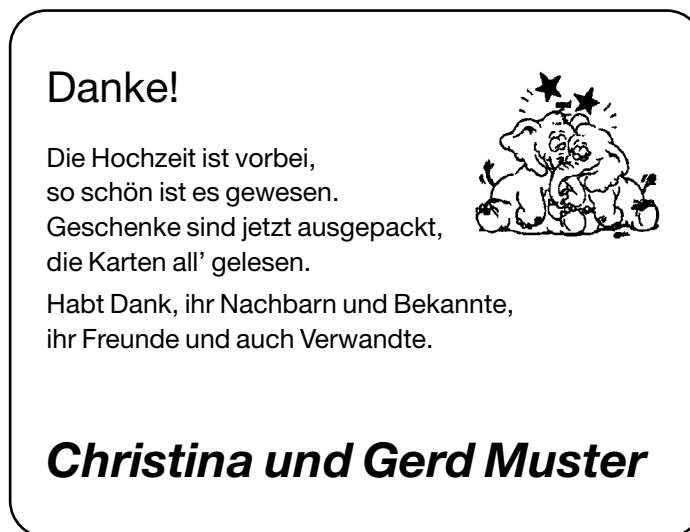 Danke!
Die Hochzeit ist vorbei,
so schön ist es gewesen.
Geschenke sind jetzt ausgepackt,
die Karten all’ gelesen.
Habt Dank, ihr Nachbarn und Bekannte,
ihr Freunde und auch Verwandte.
Christina und Gerd Muster